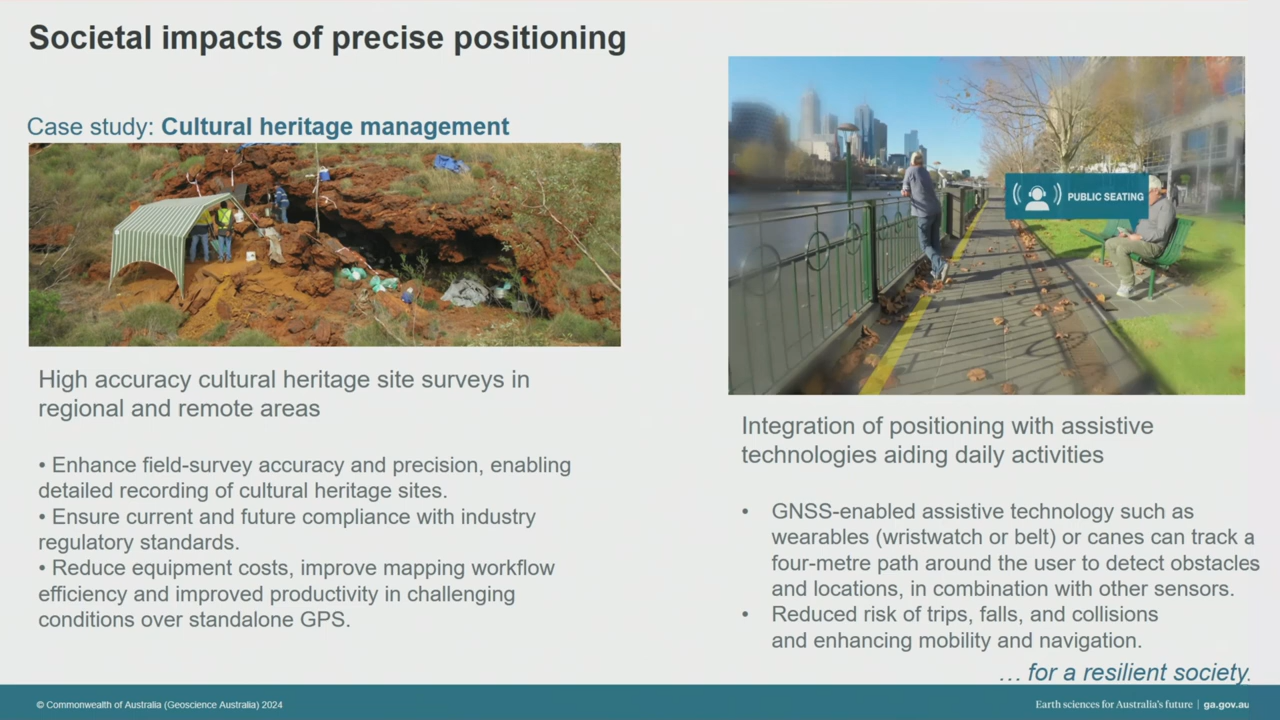 Societal impacts of precise positioning
Case study: Cultural heritage management
High accuracy cultural heritage site surveys in
regional and remote areas
• Enhance field-survey accuracy and precision, enabling
detailed recording of cultural heritage sites.
• Ensure current and future compliance with industry
regulatory standards.
• Reduce equipment costs, improve mapping workflow
efficiency and improved productivity in challenging
conditions over standalone GPS.
PUBLIC SEATING
Integration of positioning with assistive
technologies aiding daily activities
• GNSS-enabled assistive technology such as
wearables (wristwatch or belt) or canes can track a
four-metre path around the user to detect obstacles
and locations, in combination with other sensors.
• Reduced risk of trips, falls, and collisions
and enhancing mobility and navigation.
… for a resilient society.
© Commonwealth of Australia (Geoscience Australia) 2024
Earth sciences for Australia's future | ga.gov.au